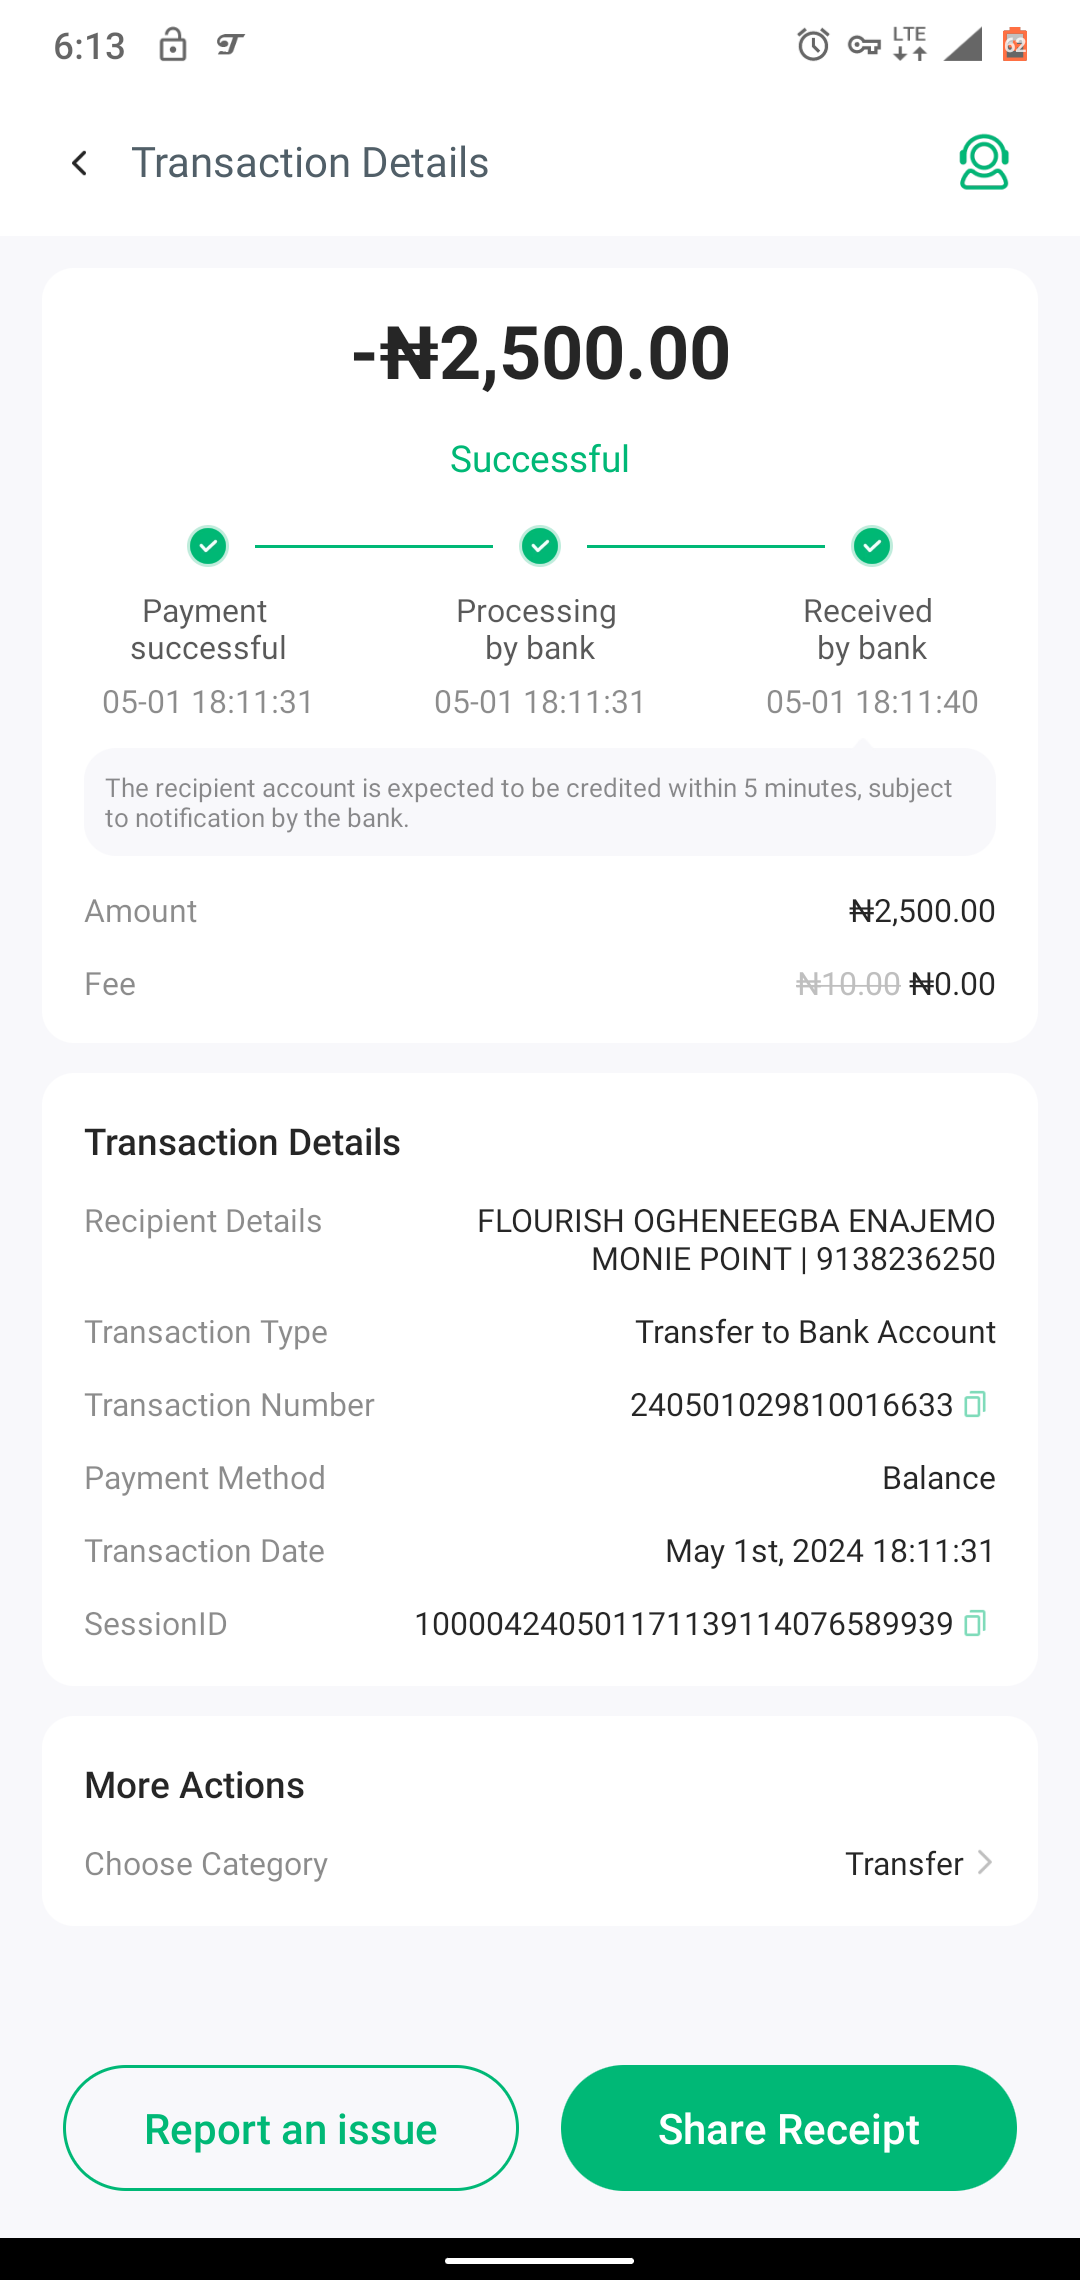 6:13 LTE 62
Transaction Details
-₦2,500.00
Successful
Payment successful
05-01 18:11:31
Processing by bank
05-01 18:11:31
Received by bank
05-01 18:11:40
The recipient account is expected to be credited within 5 minutes, subject
to notification by the bank.
Amount ₦2,500.00
Fee ₦10.00 ₦0.00
Transaction Details
Recipient Details FLOURISH OGHENEEGBA ENAJEMO
MONIE POINT | 9138236250
Transaction Type Transfer to Bank Account
Transaction Number 240501029810016633
Payment Method Balance
Transaction Date May 1st, 2024 18:11:31
SessionID 100004240501171139114076589939
More Actions
Choose Category Transfer
Report an issue Share Receipt